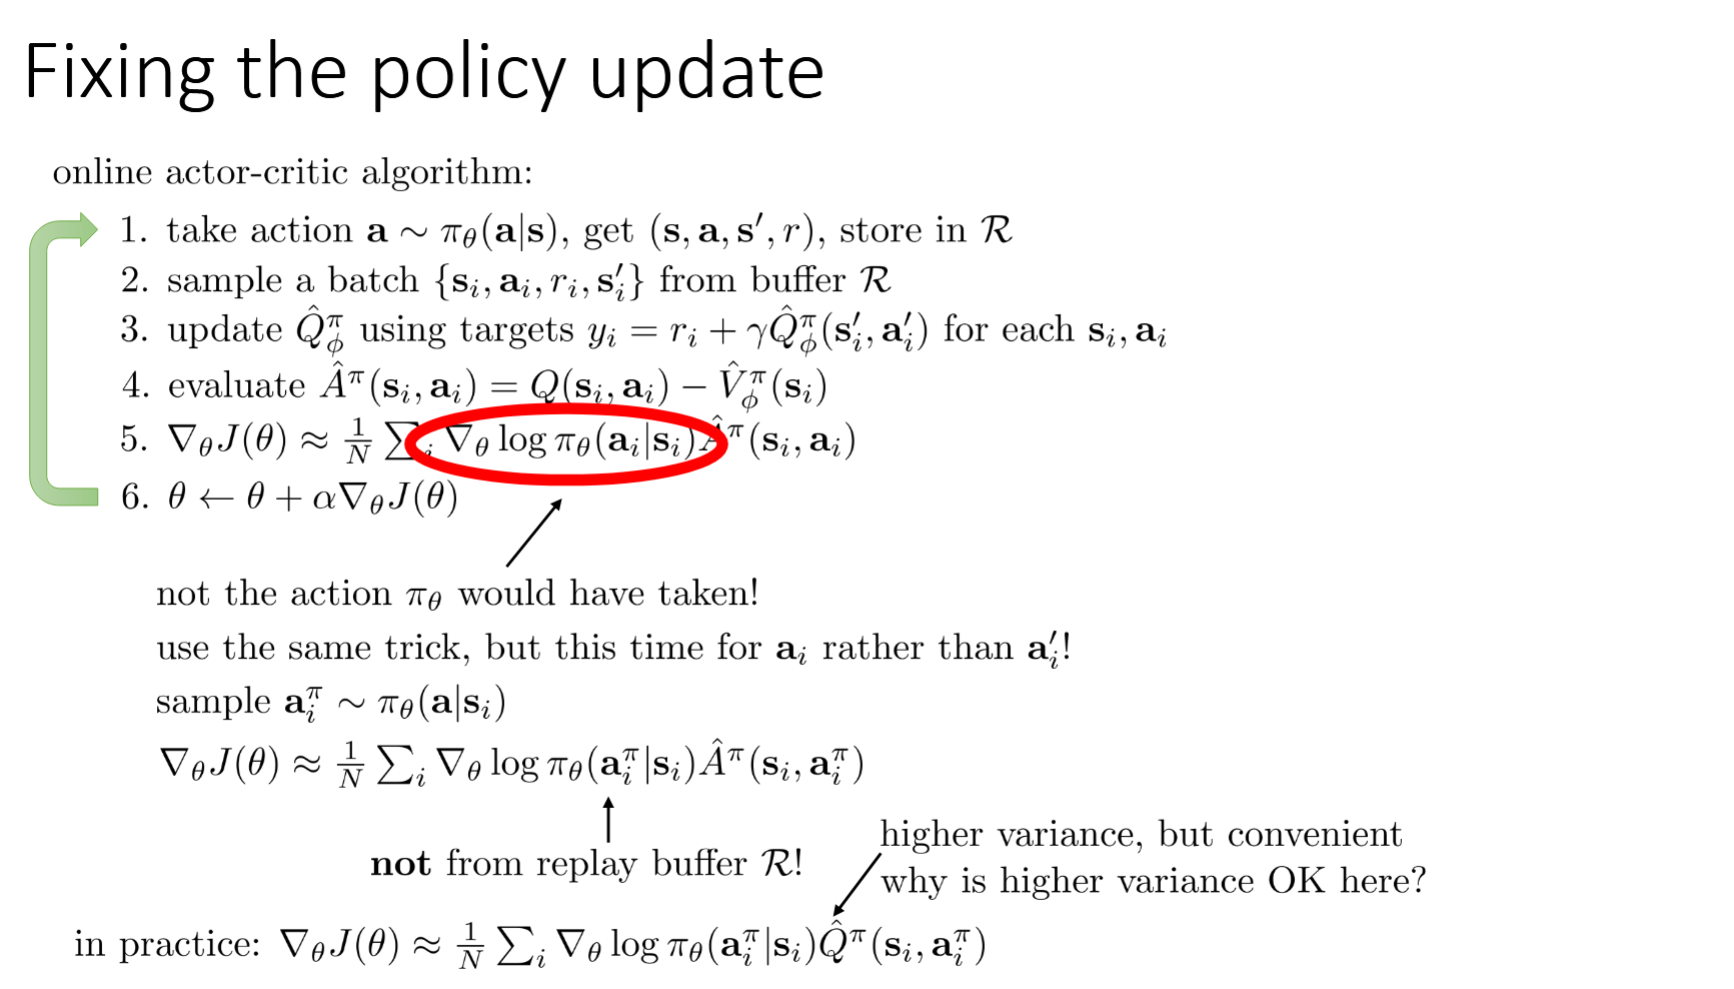 Fixing the policy update
online actor-critic algorithm:
1. take action $\mathbf{a} \sim \pi_\theta(\mathbf{a}|\mathbf{s})$, get $(\mathbf{s}, \mathbf{a}, \mathbf{s}', r)$, store in $\mathcal{R}$
2. sample a batch $\{\mathbf{s}_i, \mathbf{a}_i, r_i, \mathbf{s}'_i\}$ from buffer $\mathcal{R}$
3. update $\hat{Q}^\pi_\phi$ using targets $y_i = r_i + \gamma \hat{Q}^\pi_\phi(\mathbf{s}'_i, \mathbf{a}'_i)$ for each $\mathbf{s}_i, \mathbf{a}_i$
4. evaluate $\hat{A}^\pi(\mathbf{s}_i, \mathbf{a}_i) = Q(\mathbf{s}_i, \mathbf{a}_i) - \hat{V}^\pi_\phi(\mathbf{s}_i)$
5. $\nabla_\theta J(\theta) \approx \frac{1}{N} \sum_i \nabla_\theta \log \pi_\theta(\mathbf{a}_i|\mathbf{s}_i) \hat{A}^\pi(\mathbf{s}_i, \mathbf{a}_i)$
6. $\theta \leftarrow \theta + \alpha \nabla_\theta J(\theta)$
not the action $\pi_\theta$ would have taken!
use the same trick, but this time for $\mathbf{a}_i$ rather than $\mathbf{a}'_i$!
sample $\mathbf{a}^\pi_i \sim \pi_\theta(\mathbf{a}|\mathbf{s}_i)$
$\nabla_\theta J(\theta) \approx \frac{1}{N} \sum_i \nabla_\theta \log \pi_\theta(\mathbf{a}^\pi_i|\mathbf{s}_i) \hat{A}^\pi(\mathbf{s}_i, \mathbf{a}^\pi_i)$
not from replay buffer $\mathcal{R}$!
higher variance, but convenient
why is higher variance OK here?
in practice: $\nabla_\theta J(\theta) \approx \frac{1}{N} \sum_i \nabla_\theta \log \pi_\theta(\mathbf{a}^\pi_i|\mathbf{s}_i) \hat{Q}^\pi(\mathbf{s}_i, \mathbf{a}^\pi_i)$